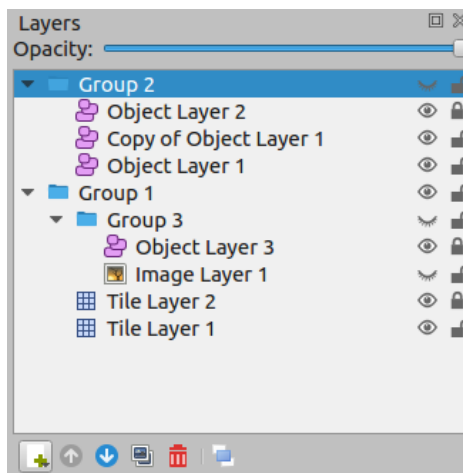 Layers
Opacity:
Group 2
Object Layer 2
Copy of Object Layer 1
Object Layer 1
Group 1
Group 3
Object Layer 3
Image Layer 1
Tile Layer 2
Tile Layer 1